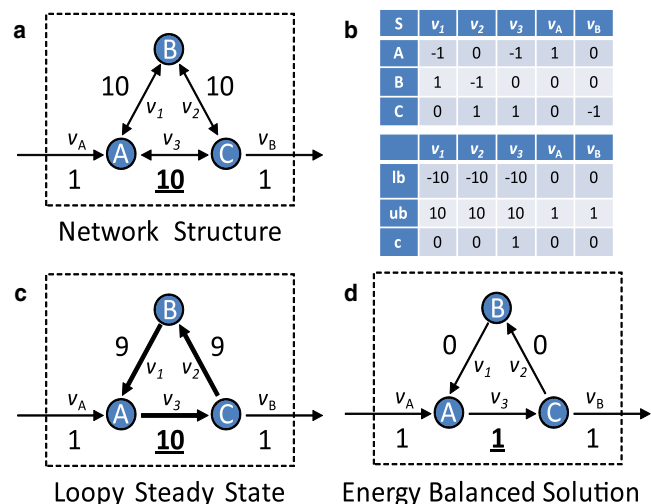 a
B
10
10
v1
v2
vA
A
v3
C
vB
1
10
1
Network Structure
b
S v1 v2 v3 vA vB
A -1 0 -1 1 0
B 1 -1 0 0 0
C 0 1 1 0 -1
v1 v2 v3 vA vB
lb -10 -10 -10 0 0
ub 10 10 10 1 1
c 0 0 1 0 0
c
B
9
9
v1
v2
vA
A
v3
C
vB
1
10
1
Loopy Steady State
d
B
0
0
v1
v2
vA
A
v3
C
vB
1
1
1
Energy Balanced Solution